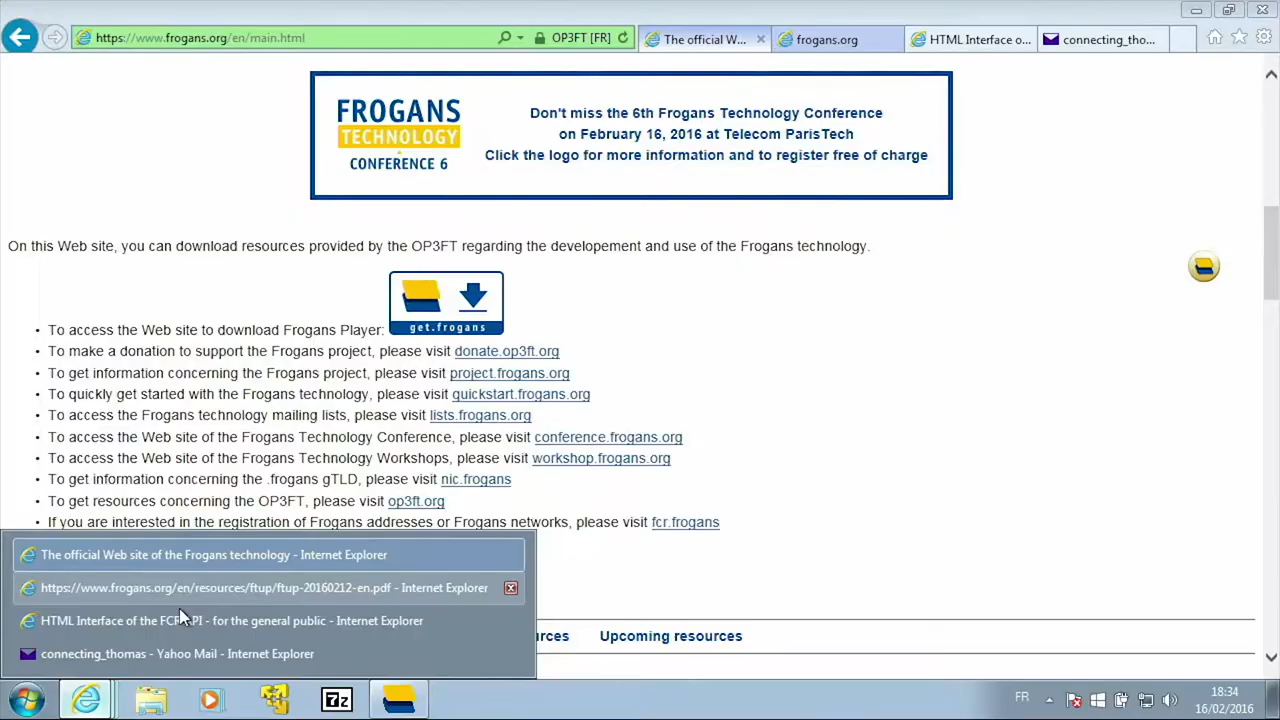 https://www.frogans.org/en/main.html
OP3FT [FR]
The official W...
frogans.org
HTML Interface o...
connecting_tho...
FROGANS
TECHNOLOGY
CONFERENCE 6
Don't miss the 6th Frogans Technology Conference
on February 16, 2016 at Telecom ParisTech
Click the logo for more information and to register free of charge
On this Web site, you can download resources provided by the OP3FT regarding the developement and use of the Frogans technology.
get.frogans
• To access the Web site to download Frogans Player:
• To make a donation to support the Frogans project, please visit donate.op3ft.org
• To get information concerning the Frogans project, please visit project.frogans.org
• To quickly get started with the Frogans technology, please visit quickstart.frogans.org
• To access the Frogans technology mailing lists, please visit lists.frogans.org
• To access the Web site of the Frogans Technology Conference, please visit conference.frogans.org
• To access the Web site of the Frogans Technology Workshops, please visit workshop.frogans.org
• To get information concerning the .frogans gTLD, please visit nic.frogans
• To get resources concerning the OP3FT, please visit op3ft.org
• If you are interested in the registration of Frogans addresses or Frogans networks, please visit fcr.frogans
The official Web site of the Frogans technology - Internet Explorer
https://www.frogans.org/en/resources/ftup/ftup-20160212-en.pdf - Internet Explorer
HTML Interface of the FCR PI - for the general public - Internet Explorer
connecting_thomas - Yahoo Mail - Internet Explorer
urces
Upcoming resources
7z
FR
18:34
16/02/2016